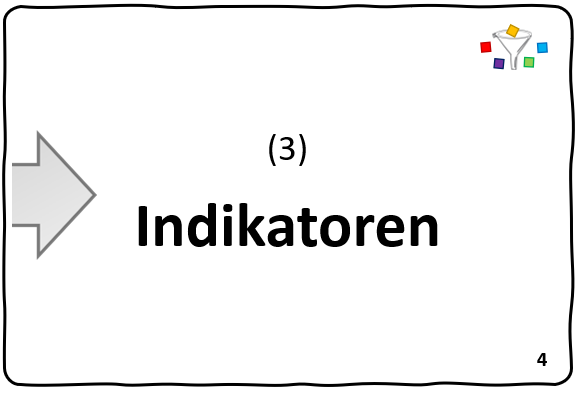 (3)
Indikatoren
4